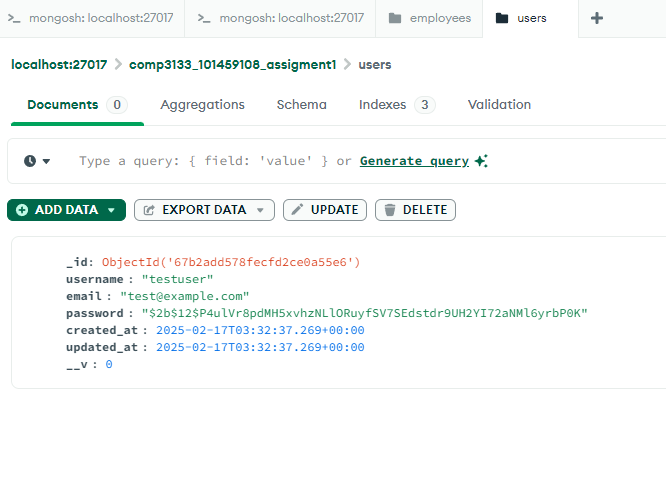 mongosh: localhost:27017 mongosh: localhost:27017 employees users
localhost:27017 comp3133_101459108_assigment1 users
Documents 0 Aggregations Schema Indexes 3 Validation
Type a query: { field: 'value' } or Generate query
ADD DATA EXPORT DATA UPDATE DELETE
_id: ObjectId('67b2add578fecfd2ce0a55e6')
username : "testuser"
email : "test@example.com"
password : "$2b$12$P4ulVr8pdMH5xvhzNLlORuyfSV7SEdstdr9UH2YI72aNMl6yrbP0K"
created_at : 2025-02-17T03:32:37.269+00:00
updated_at : 2025-02-17T03:32:37.269+00:00
__v : 0